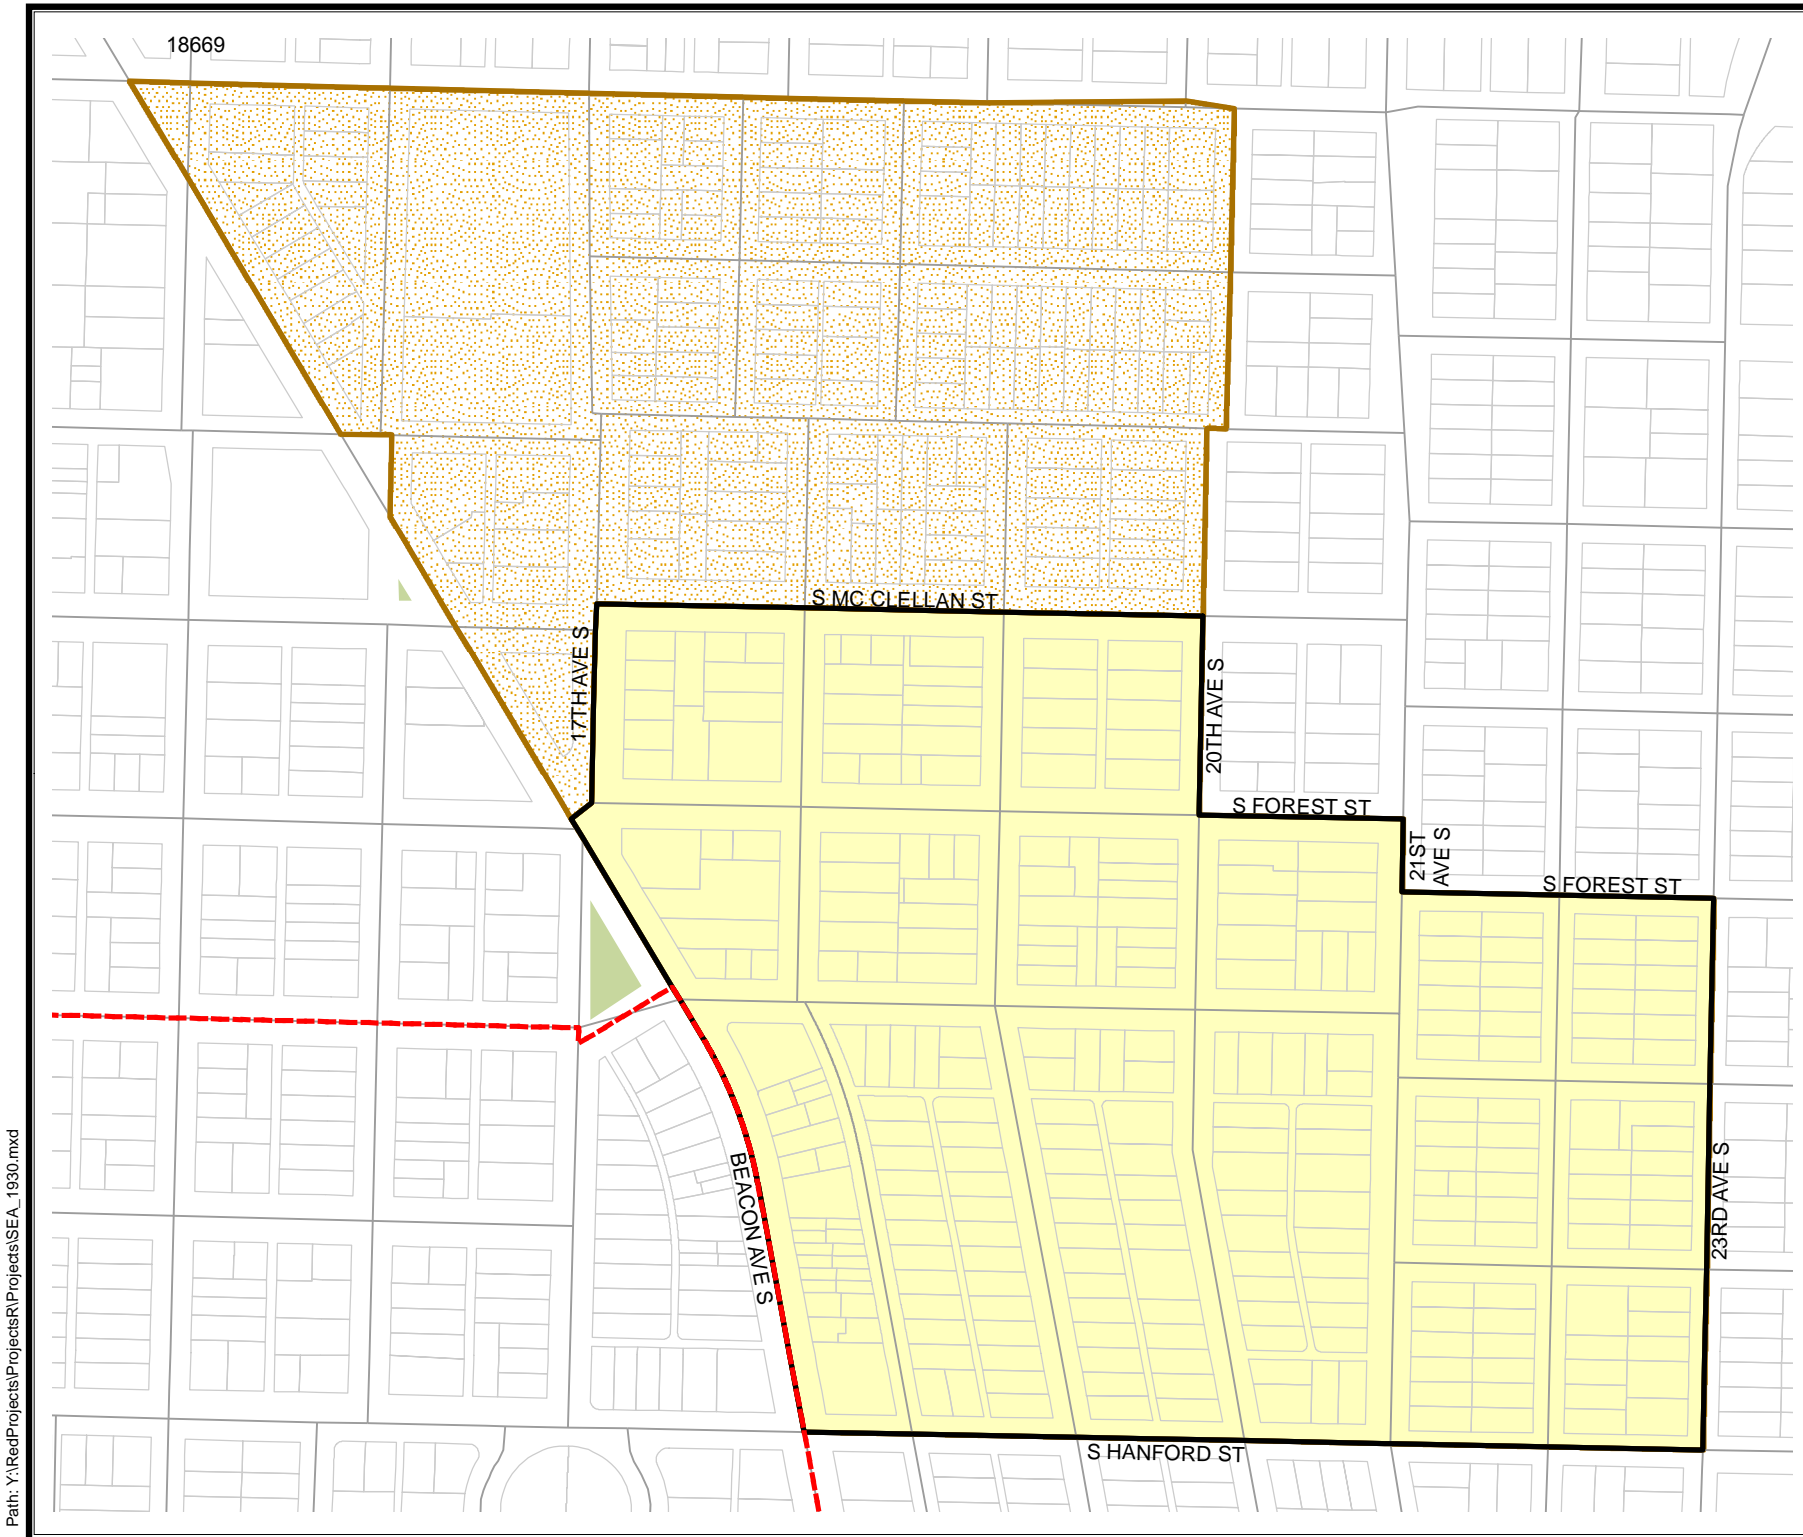 18669
S MC CLELLAN ST
17TH AVE S
20TH AVE S
S FOREST ST
21ST
AVE S
S FOREST ST
BEACON AVE S
23RD AVE S
S HANFORD ST
Path: Y:\RedProjects\Projects\ProjectsR\Projects\SEA_1930.mxd